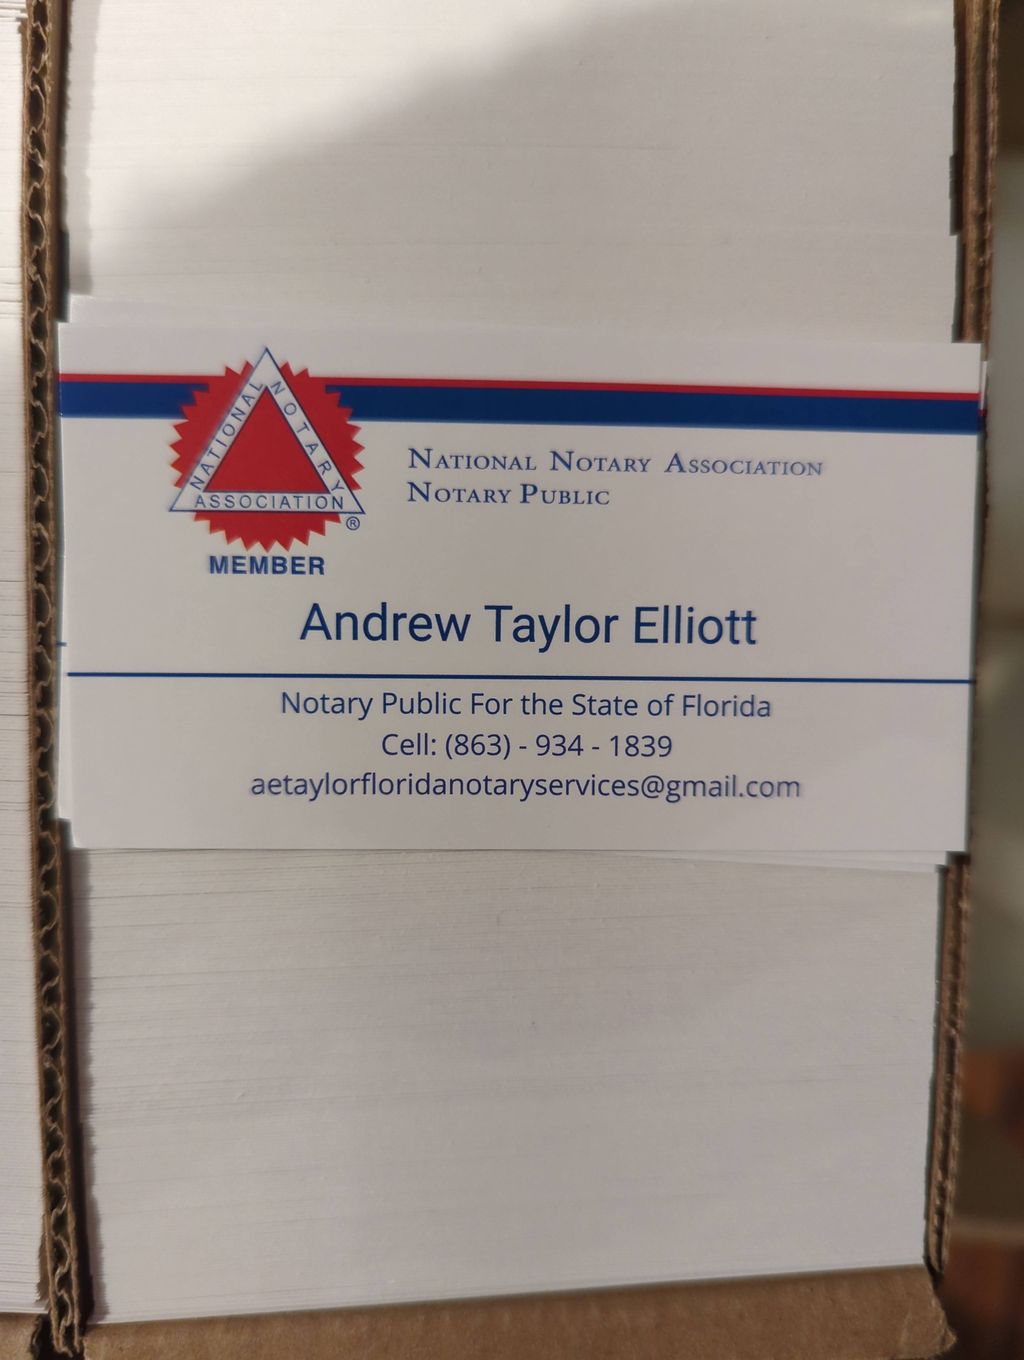 NATIONAL NOTARY
ASSOCIATION
®
MEMBER
NATIONAL NOTARY ASSOCIATION
NOTARY PUBLIC
Andrew Taylor Elliott
Notary Public For the State of Florida
Cell: (863) - 934 - 1839
aetaylorfloridanotaryservices@gmail.com